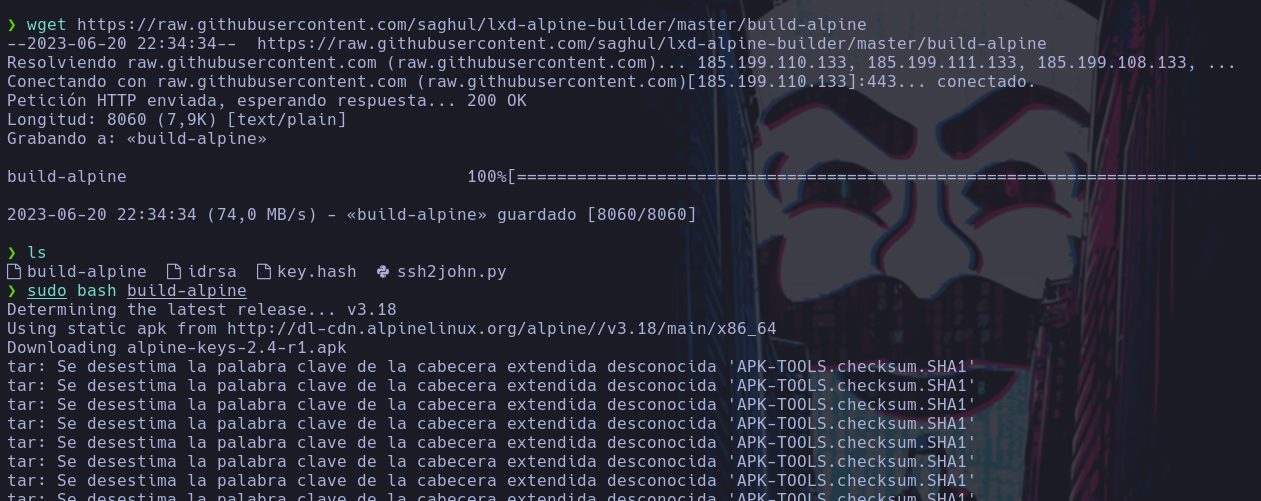 ❯ wget https://raw.githubusercontent.com/saghul/lxd-alpine-builder/master/build-alpine
--2023-06-20 22:34:34--  https://raw.githubusercontent.com/saghul/lxd-alpine-builder/master/build-alpine
Resolviendo raw.githubusercontent.com (raw.githubusercontent.com)... 185.199.110.133, 185.199.111.133, 185.199.108.133, ...
Conectando con raw.githubusercontent.com (raw.githubusercontent.com)[185.199.110.133]:443... conectado.
Petición HTTP enviada, esperando respuesta... 200 OK
Longitud: 8060 (7,9K) [text/plain]
Grabando a: «build-alpine»
build-alpine 100%[===========================================================================
2023-06-20 22:34:34 (74,0 MB/s) - «build-alpine» guardado [8060/8060]
❯ ls
build-alpine idrsa key.hash ssh2john.py
❯ sudo bash build-alpine
Determining the latest release... v3.18
Using static apk from http://dl-cdn.alpinelinux.org/alpine//v3.18/main/x86_64
Downloading alpine-keys-2.4-r1.apk
tar: Se desestima la palabra clave de la cabecera extendida desconocida 'APK-TOOLS.checksum.SHA1'
tar: Se desestima la palabra clave de la cabecera extendida desconocida 'APK-TOOLS.checksum.SHA1'
tar: Se desestima la palabra clave de la cabecera extendida desconocida 'APK-TOOLS.checksum.SHA1'
tar: Se desestima la palabra clave de la cabecera extendida desconocida 'APK-TOOLS.checksum.SHA1'
tar: Se desestima la palabra clave de la cabecera extendida desconocida 'APK-TOOLS.checksum.SHA1'
tar: Se desestima la palabra clave de la cabecera extendida desconocida 'APK-TOOLS.checksum.SHA1'
tar: Se desestima la palabra clave de la cabecera extendida desconocida 'APK-TOOLS.checksum.SHA1'
tar: Se desestima la palabra clave de la cabecera extendida desconocida 'APK-TOOLS.checksum.SHA1'